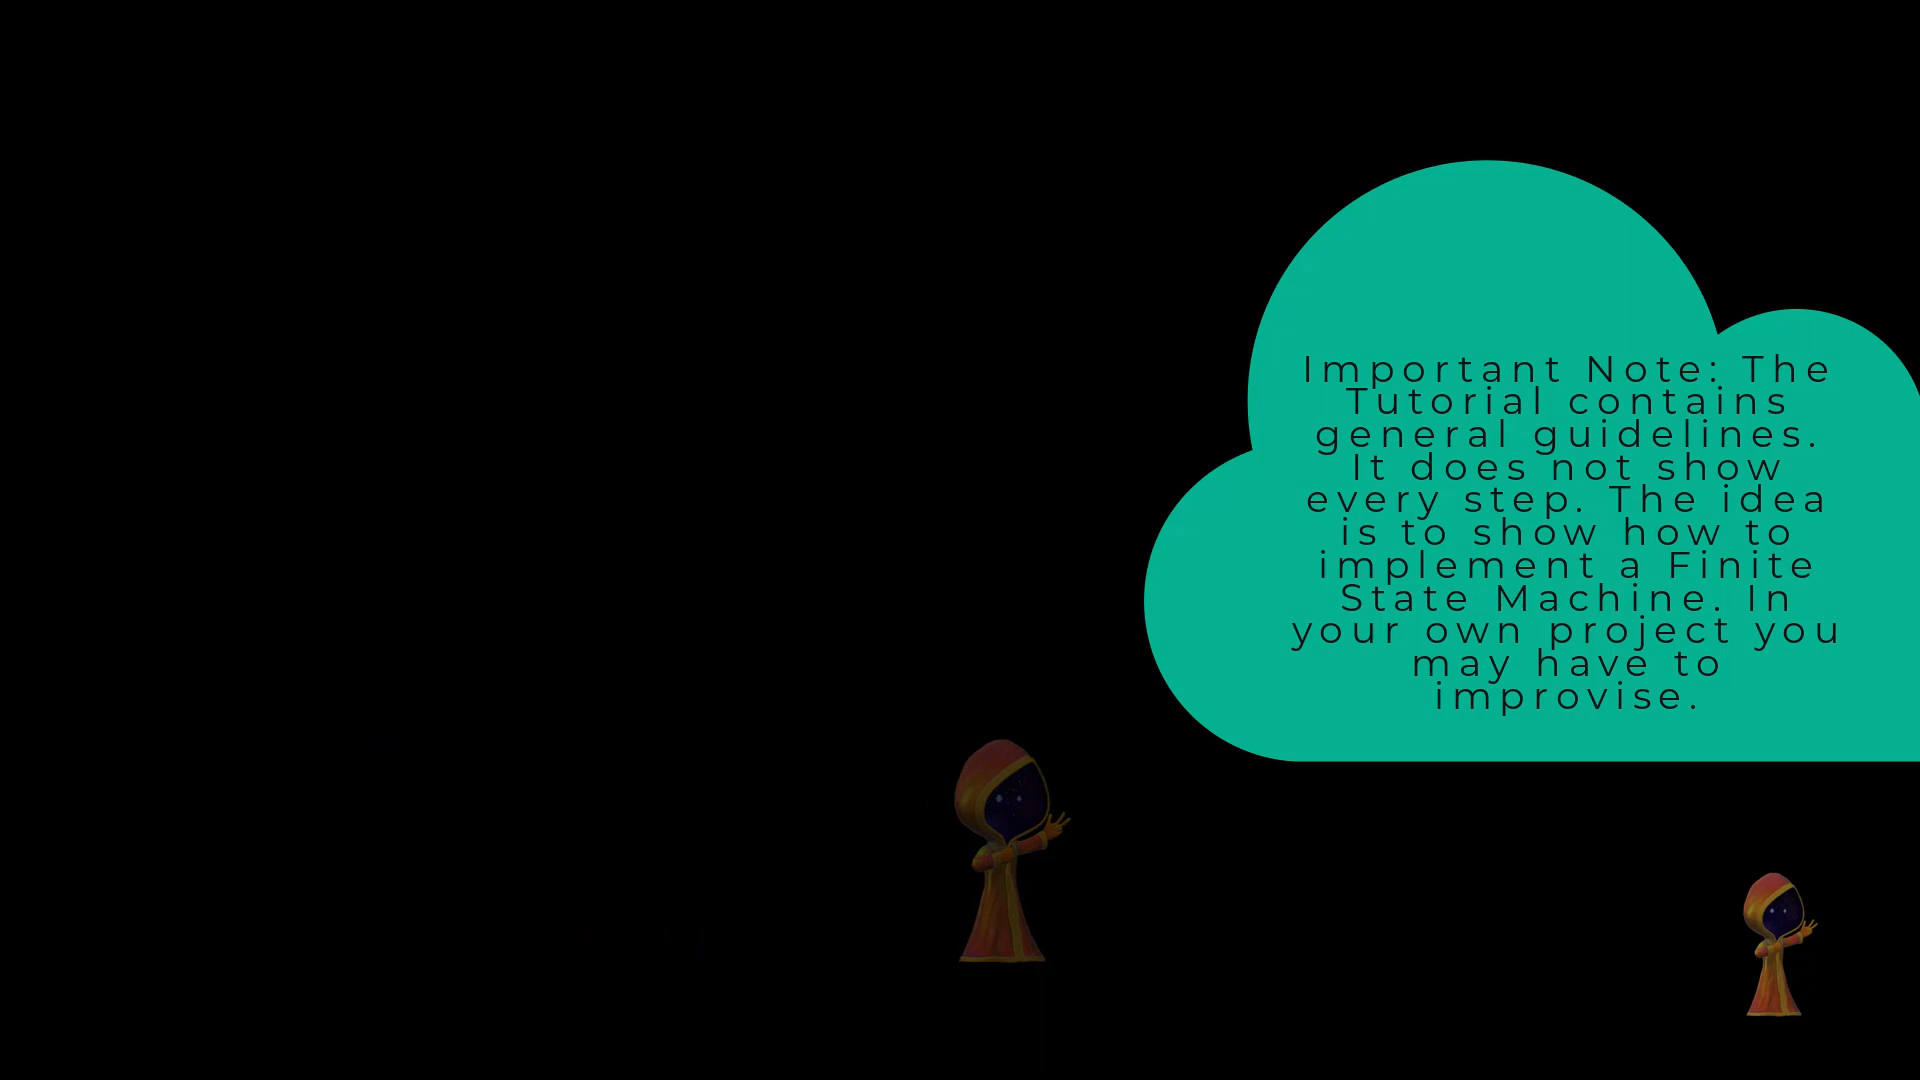 Important Note: The
Tutorial contains
general guidelines.
It does not show
every step. The idea
is to show how to
implement a Finite
State Machine. In
your own project you
may have to
improvise.